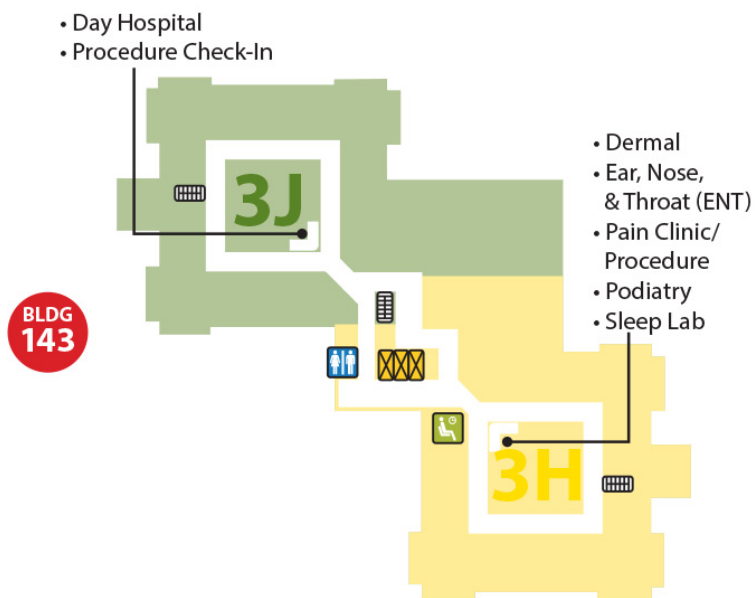 • Day Hospital
• Procedure Check-In
3J
• Dermal
• Ear, Nose,
& Throat (ENT)
• Pain Clinic/
Procedure
• Podiatry
• Sleep Lab
BLDG
143
3H